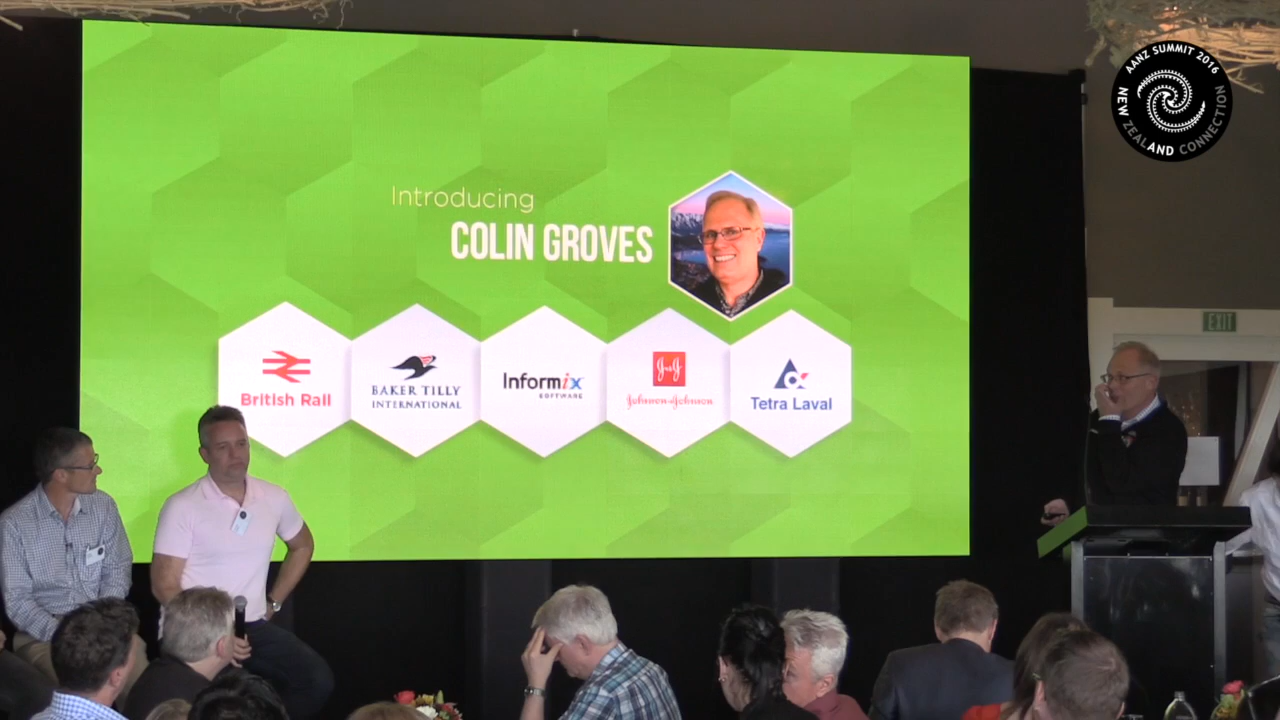 AANZ SUMMIT 2016
NEW ZEALAND CONNECTION
Introducing
COLIN GROVES
British Rail
BAKER TILLY
INTERNATIONAL
Informix
SOFTWARE
J&J
Johnson & Johnson
Tetra Laval
EXIT